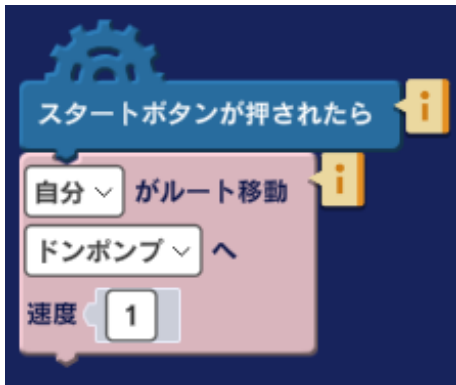 スタートボタンが押されたら i
自分 がルート移動 i
ドンポンプ へ
速度 1